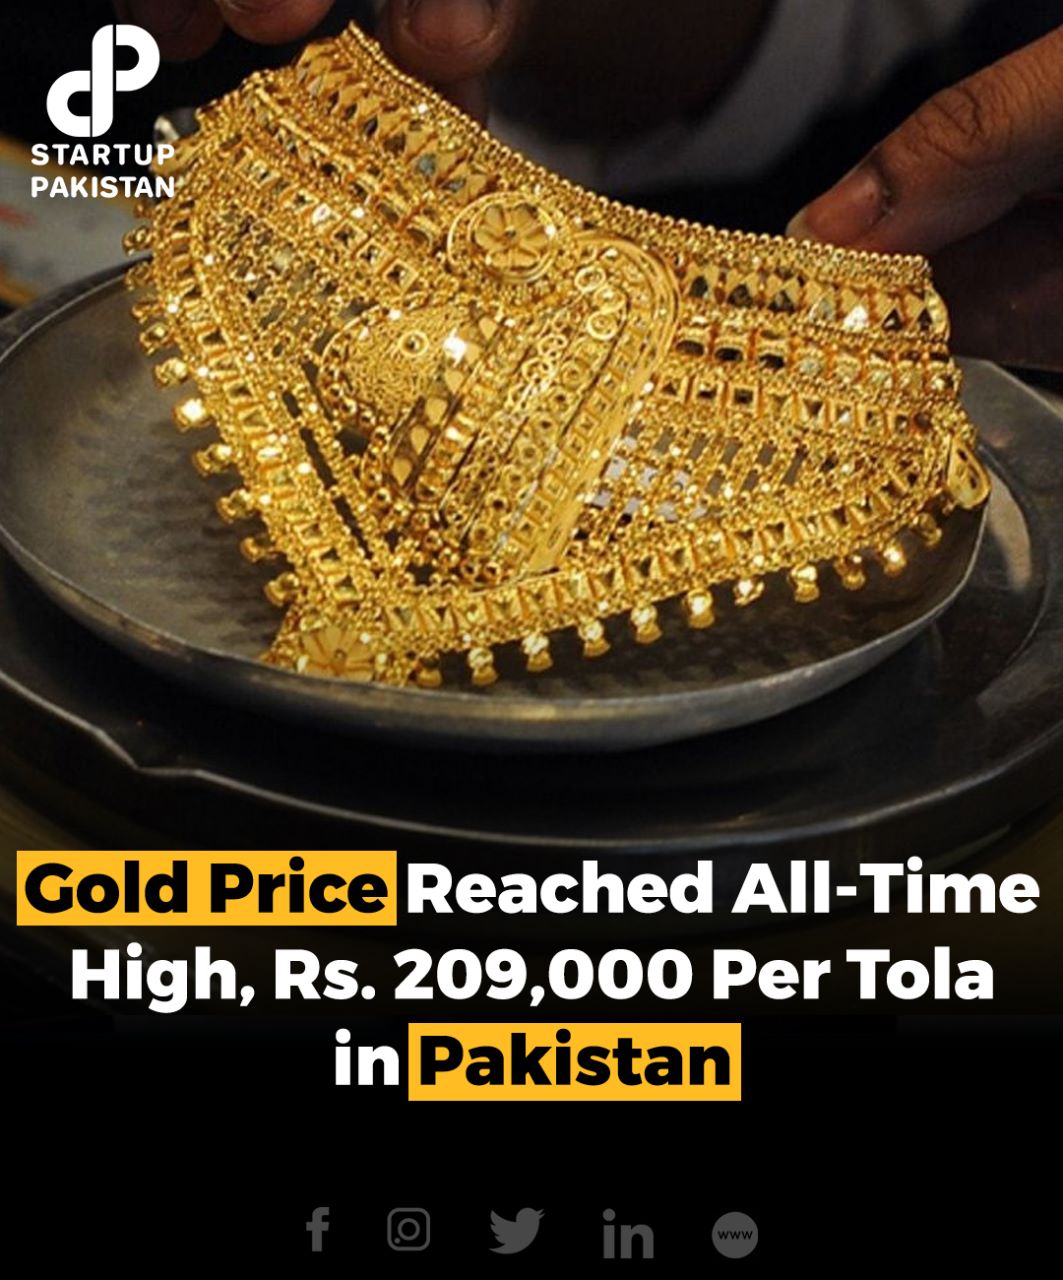 STARTUP
PAKISTAN
Gold Price Reached All-Time
High, Rs. 209,000 Per Tola
in Pakistan
www